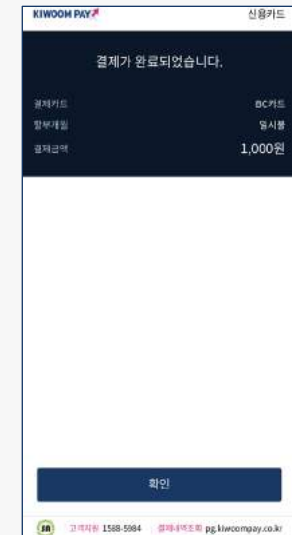 KIWOOM PAY 신용카드
결제가 완료되었습니다.
결제카드 BC카드
할부개월 일시불
결제금액 1,000원
확인
고객지원 1588-5984 결제내역조회 pg.kiwoompay.co.kr